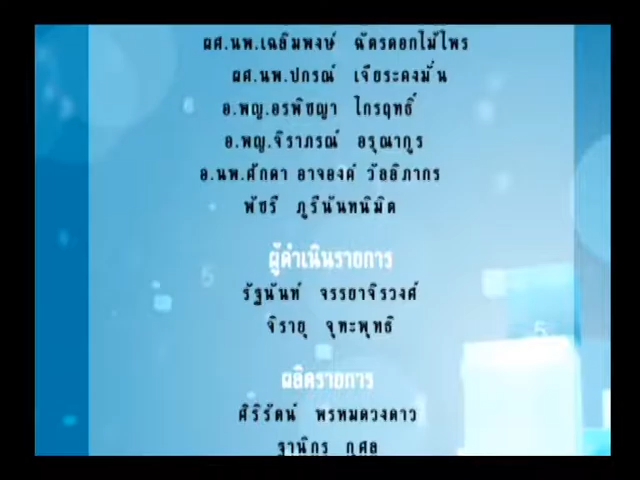 ผศ.นพ.เฉลิมพงษ์ ฉัตรดอกไม้ไพร
ผศ.นพ.ปกรณ์ เจียระคงมั่น
อ.พญ.อรพิชญา ไกรฤทธิ์
อ.พญ.จิราภรณ์ อรุณากูร
อ.นพ.ศักดา อาจองค์ วัลลิภากร
พัชรี ภูรีนันทนิมิต
ผู้ดำเนินรายการ
รัฐนันท์ จรรยาจิรวงศ์
จิรายุ จุฑะพุทธิ
ผลิตรายการ
ศิริรัตน์ พรหมดวงดาว
ฐานิกูร กุศล